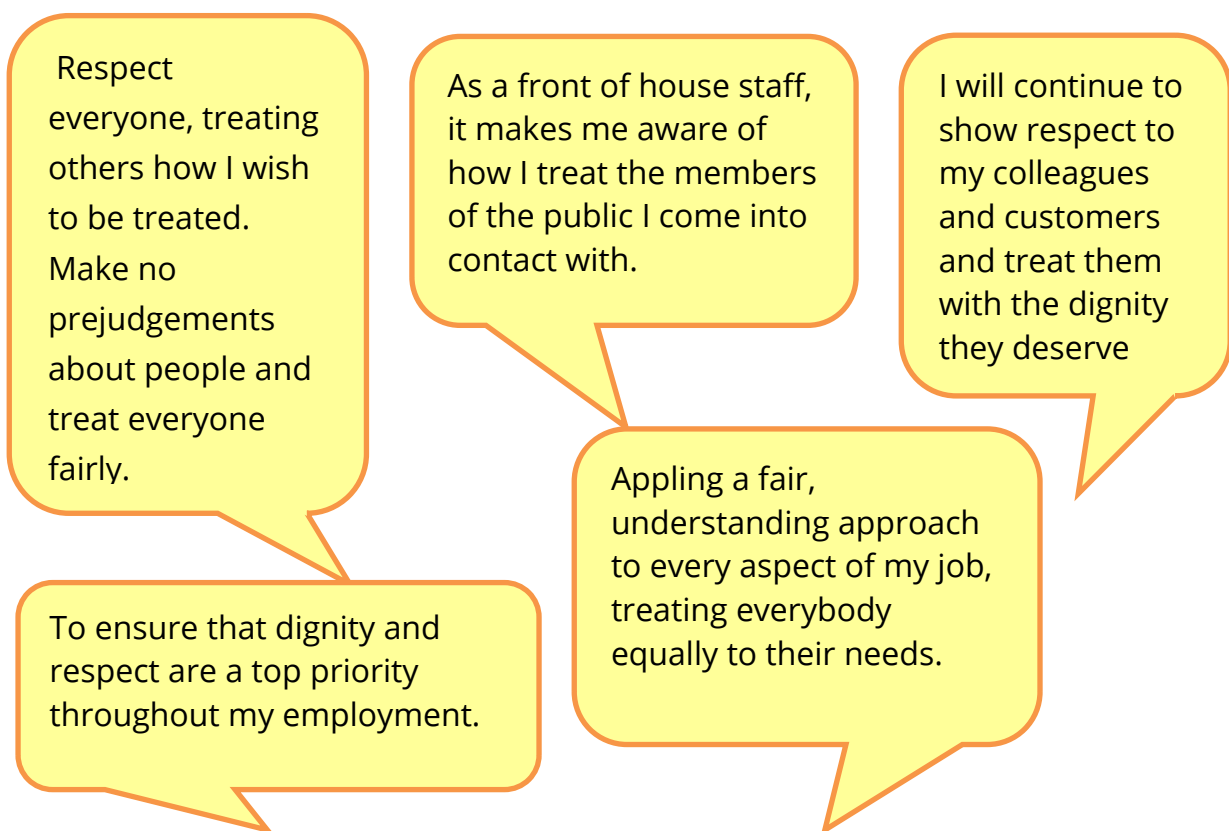 Respect
everyone, treating
others how I wish
to be treated.
Make no
prejudgements
about people and
treat everyone
fairly.
As a front of house staff,
it makes me aware of
how I treat the members
of the public I come into
contact with.
I will continue to
show respect to
my colleagues
and customers
and treat them
with the dignity
they deserve
To ensure that dignity and
respect are a top priority
throughout my employment.
Appling a fair,
understanding approach
to every aspect of my job,
treating everybody
equally to their needs.